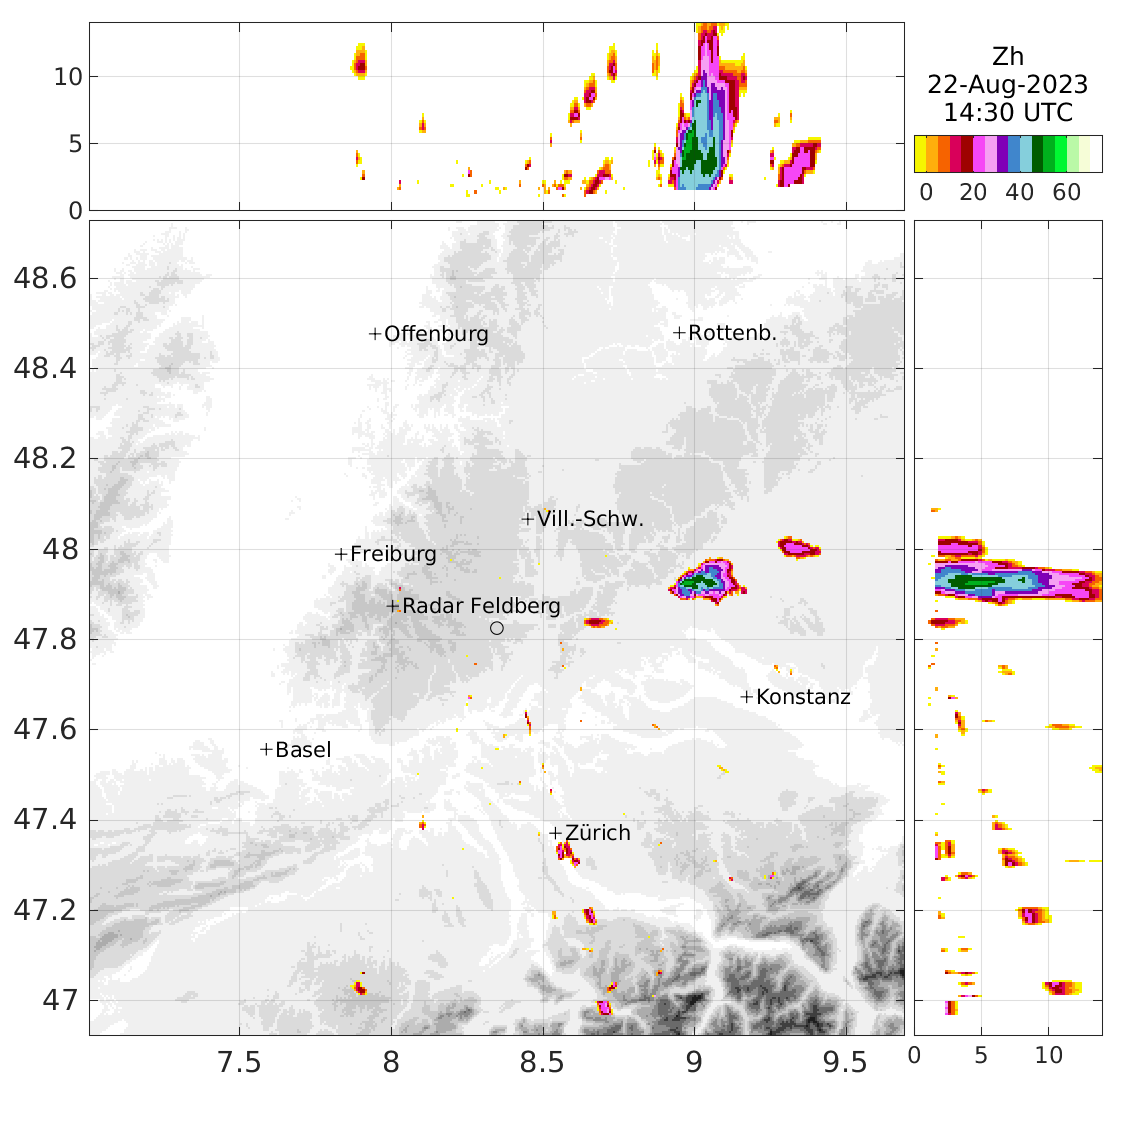 10
5
0
Zh
22-Aug-2023
14:30 UTC
0 20 40 60
48.6
48.4
48.2
48
47.8
47.6
47.4
47.2
47
+Offenburg
+Rottenb.
+Vill.-Schw.
+Freiburg
+Radar Feldberg
+Konstanz
+Basel
+Zürich
7.5 8 8.5 9 9.5
0 5 10